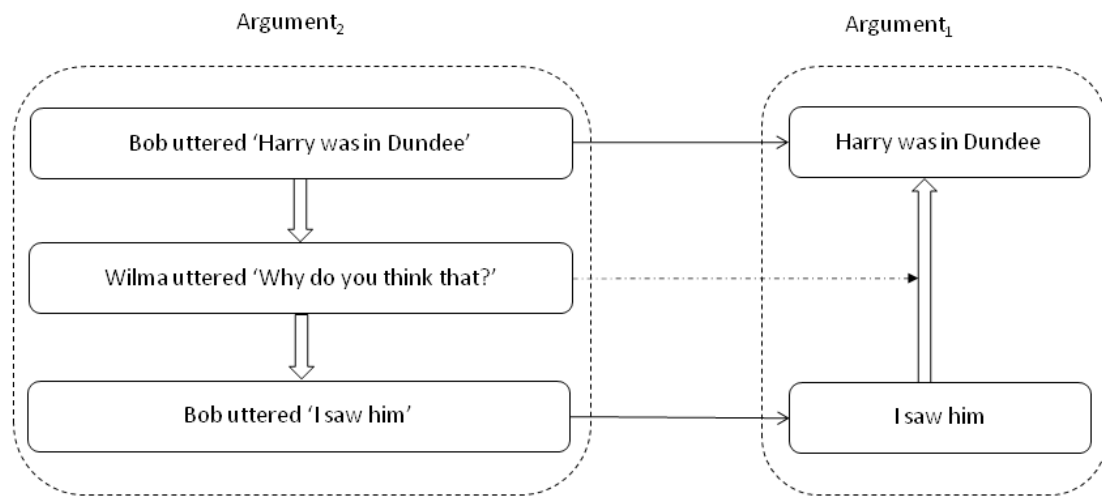 Argument₂
Argument₁
Bob uttered ‘Harry was in Dundee’
Harry was in Dundee
Wilma uttered ‘Why do you think that?’
Bob uttered ‘I saw him’
I saw him